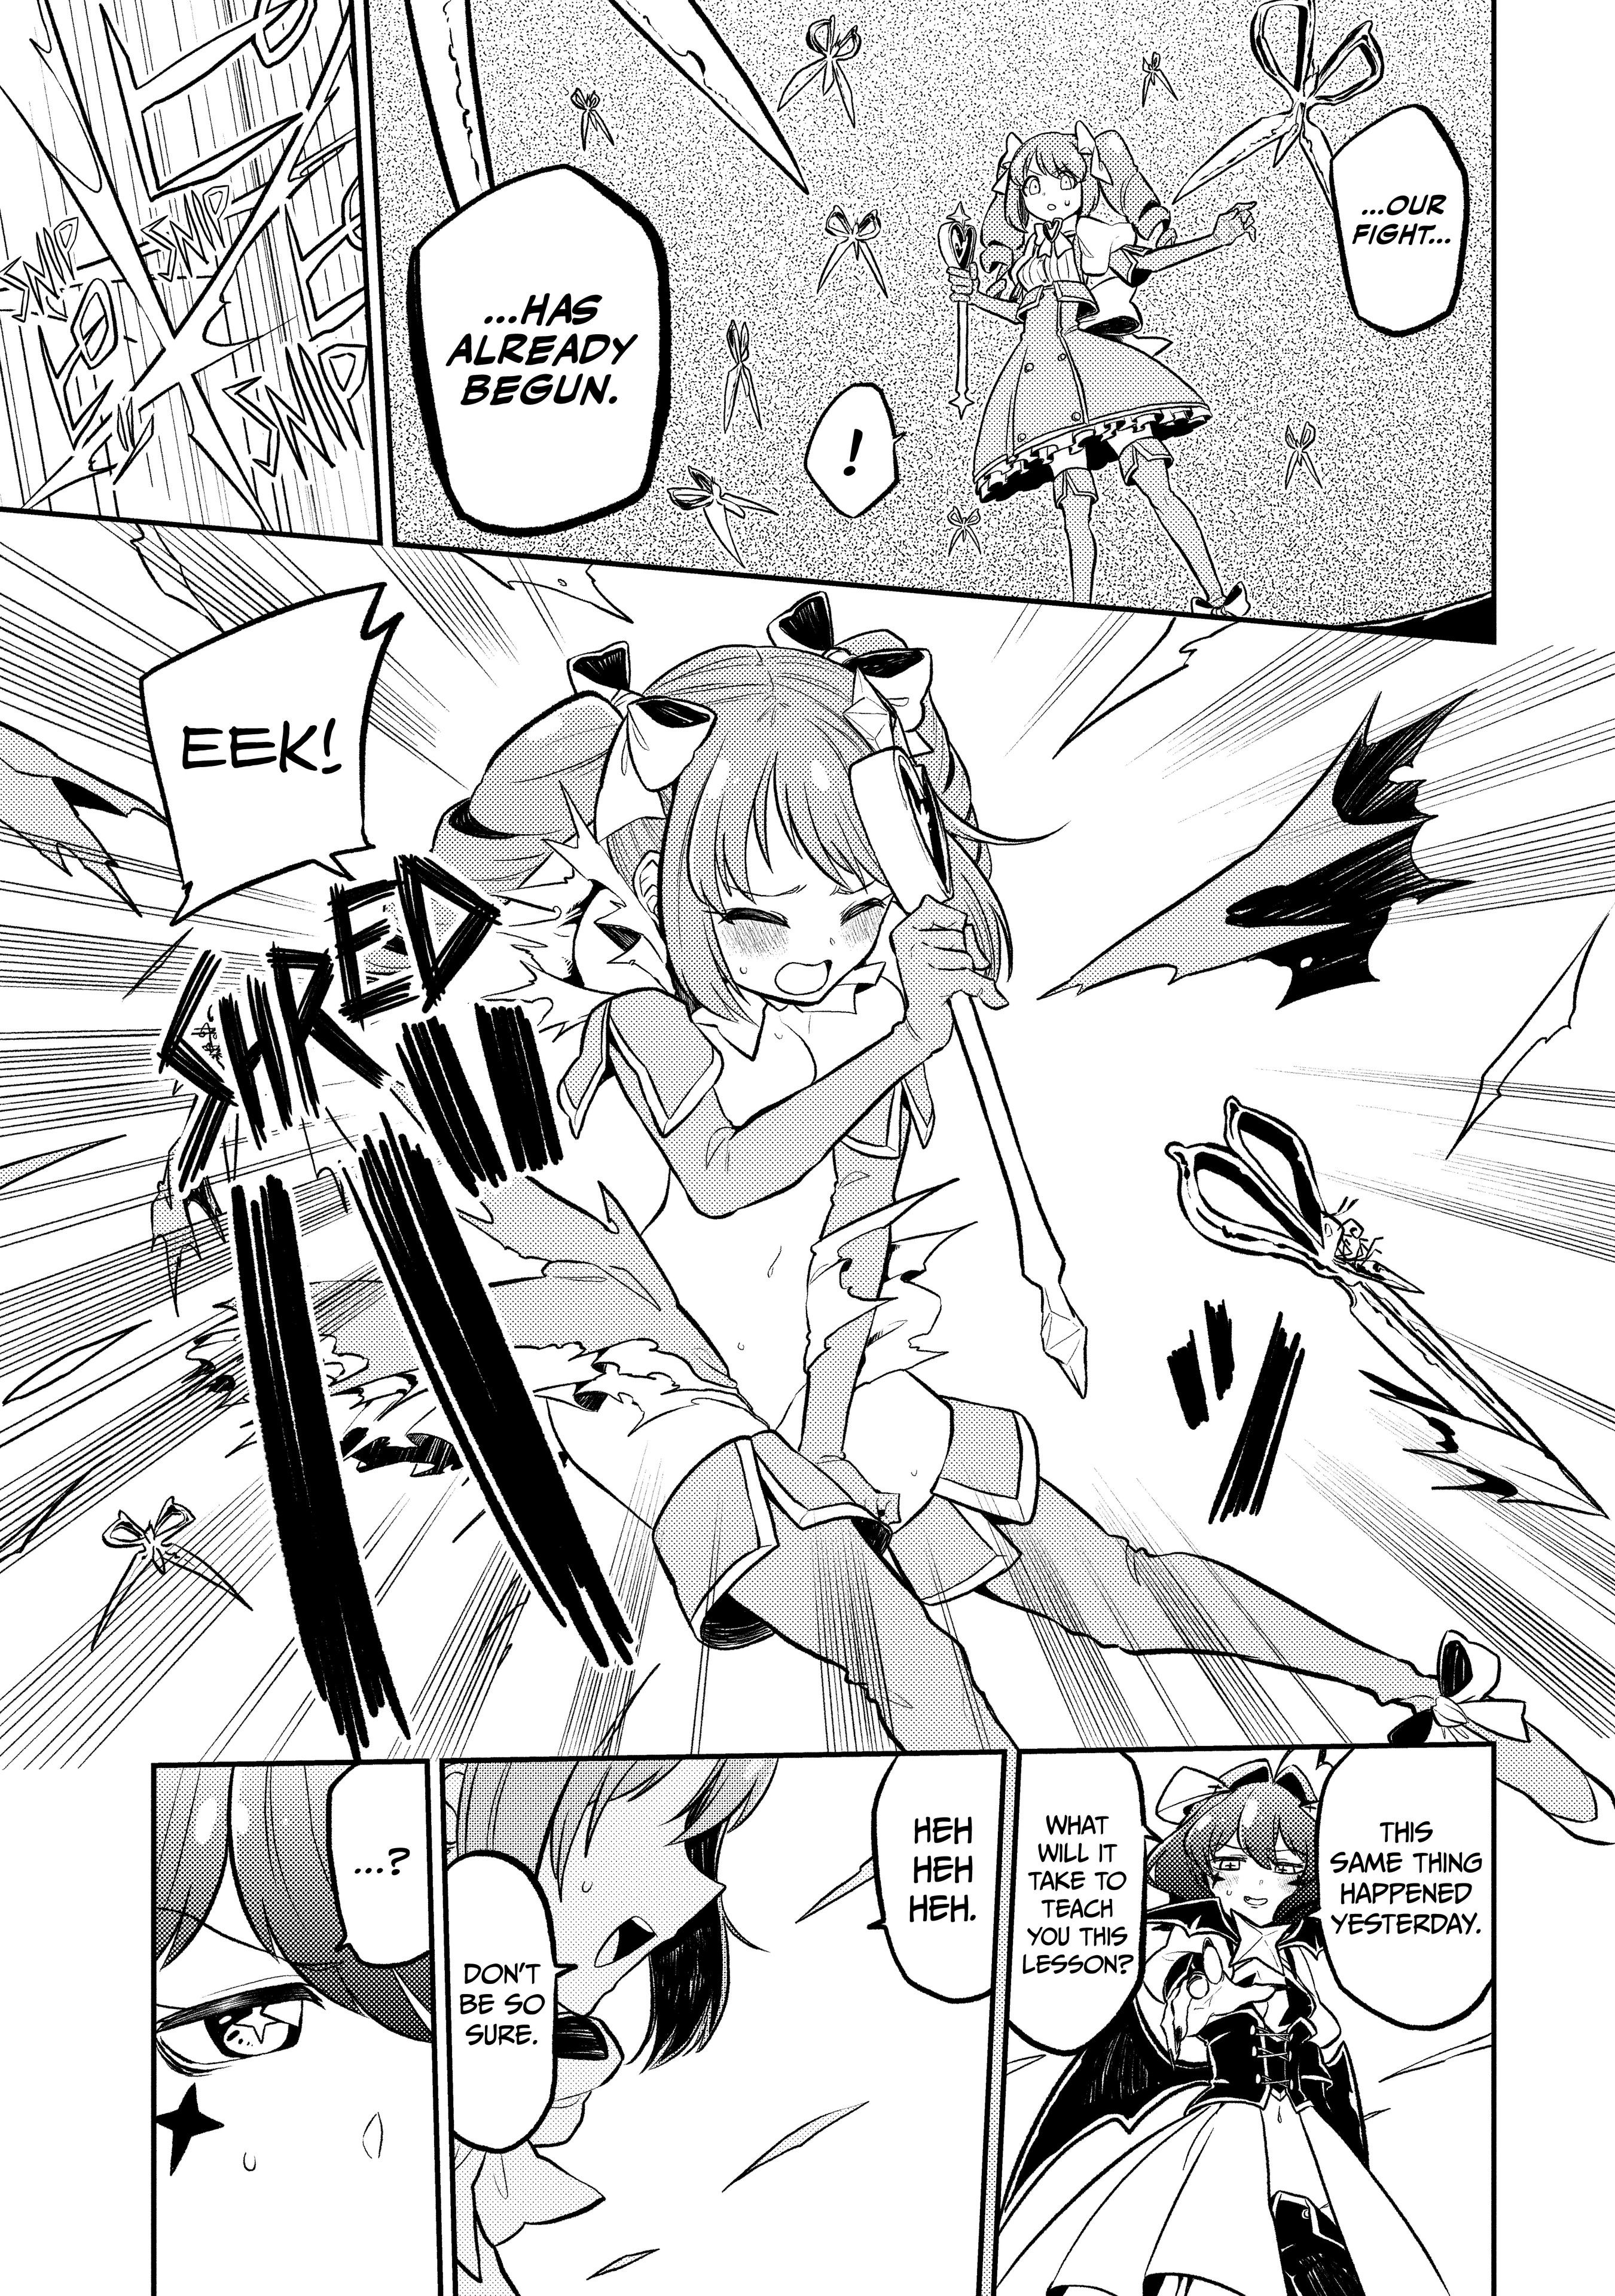 ...OUR
FIGHT...
!
...HAS
ALREADY
BEGUN.
SNIP
SNIP
SNIP
SNIP
EEK!
SHRED
THIS
SAME THING
HAPPENED
YESTERDAY.
WHAT
WILL IT
TAKE TO
TEACH
YOU THIS
LESSON?
HEH
HEH
HEH.
DON'T
BE SO
SURE.
...?